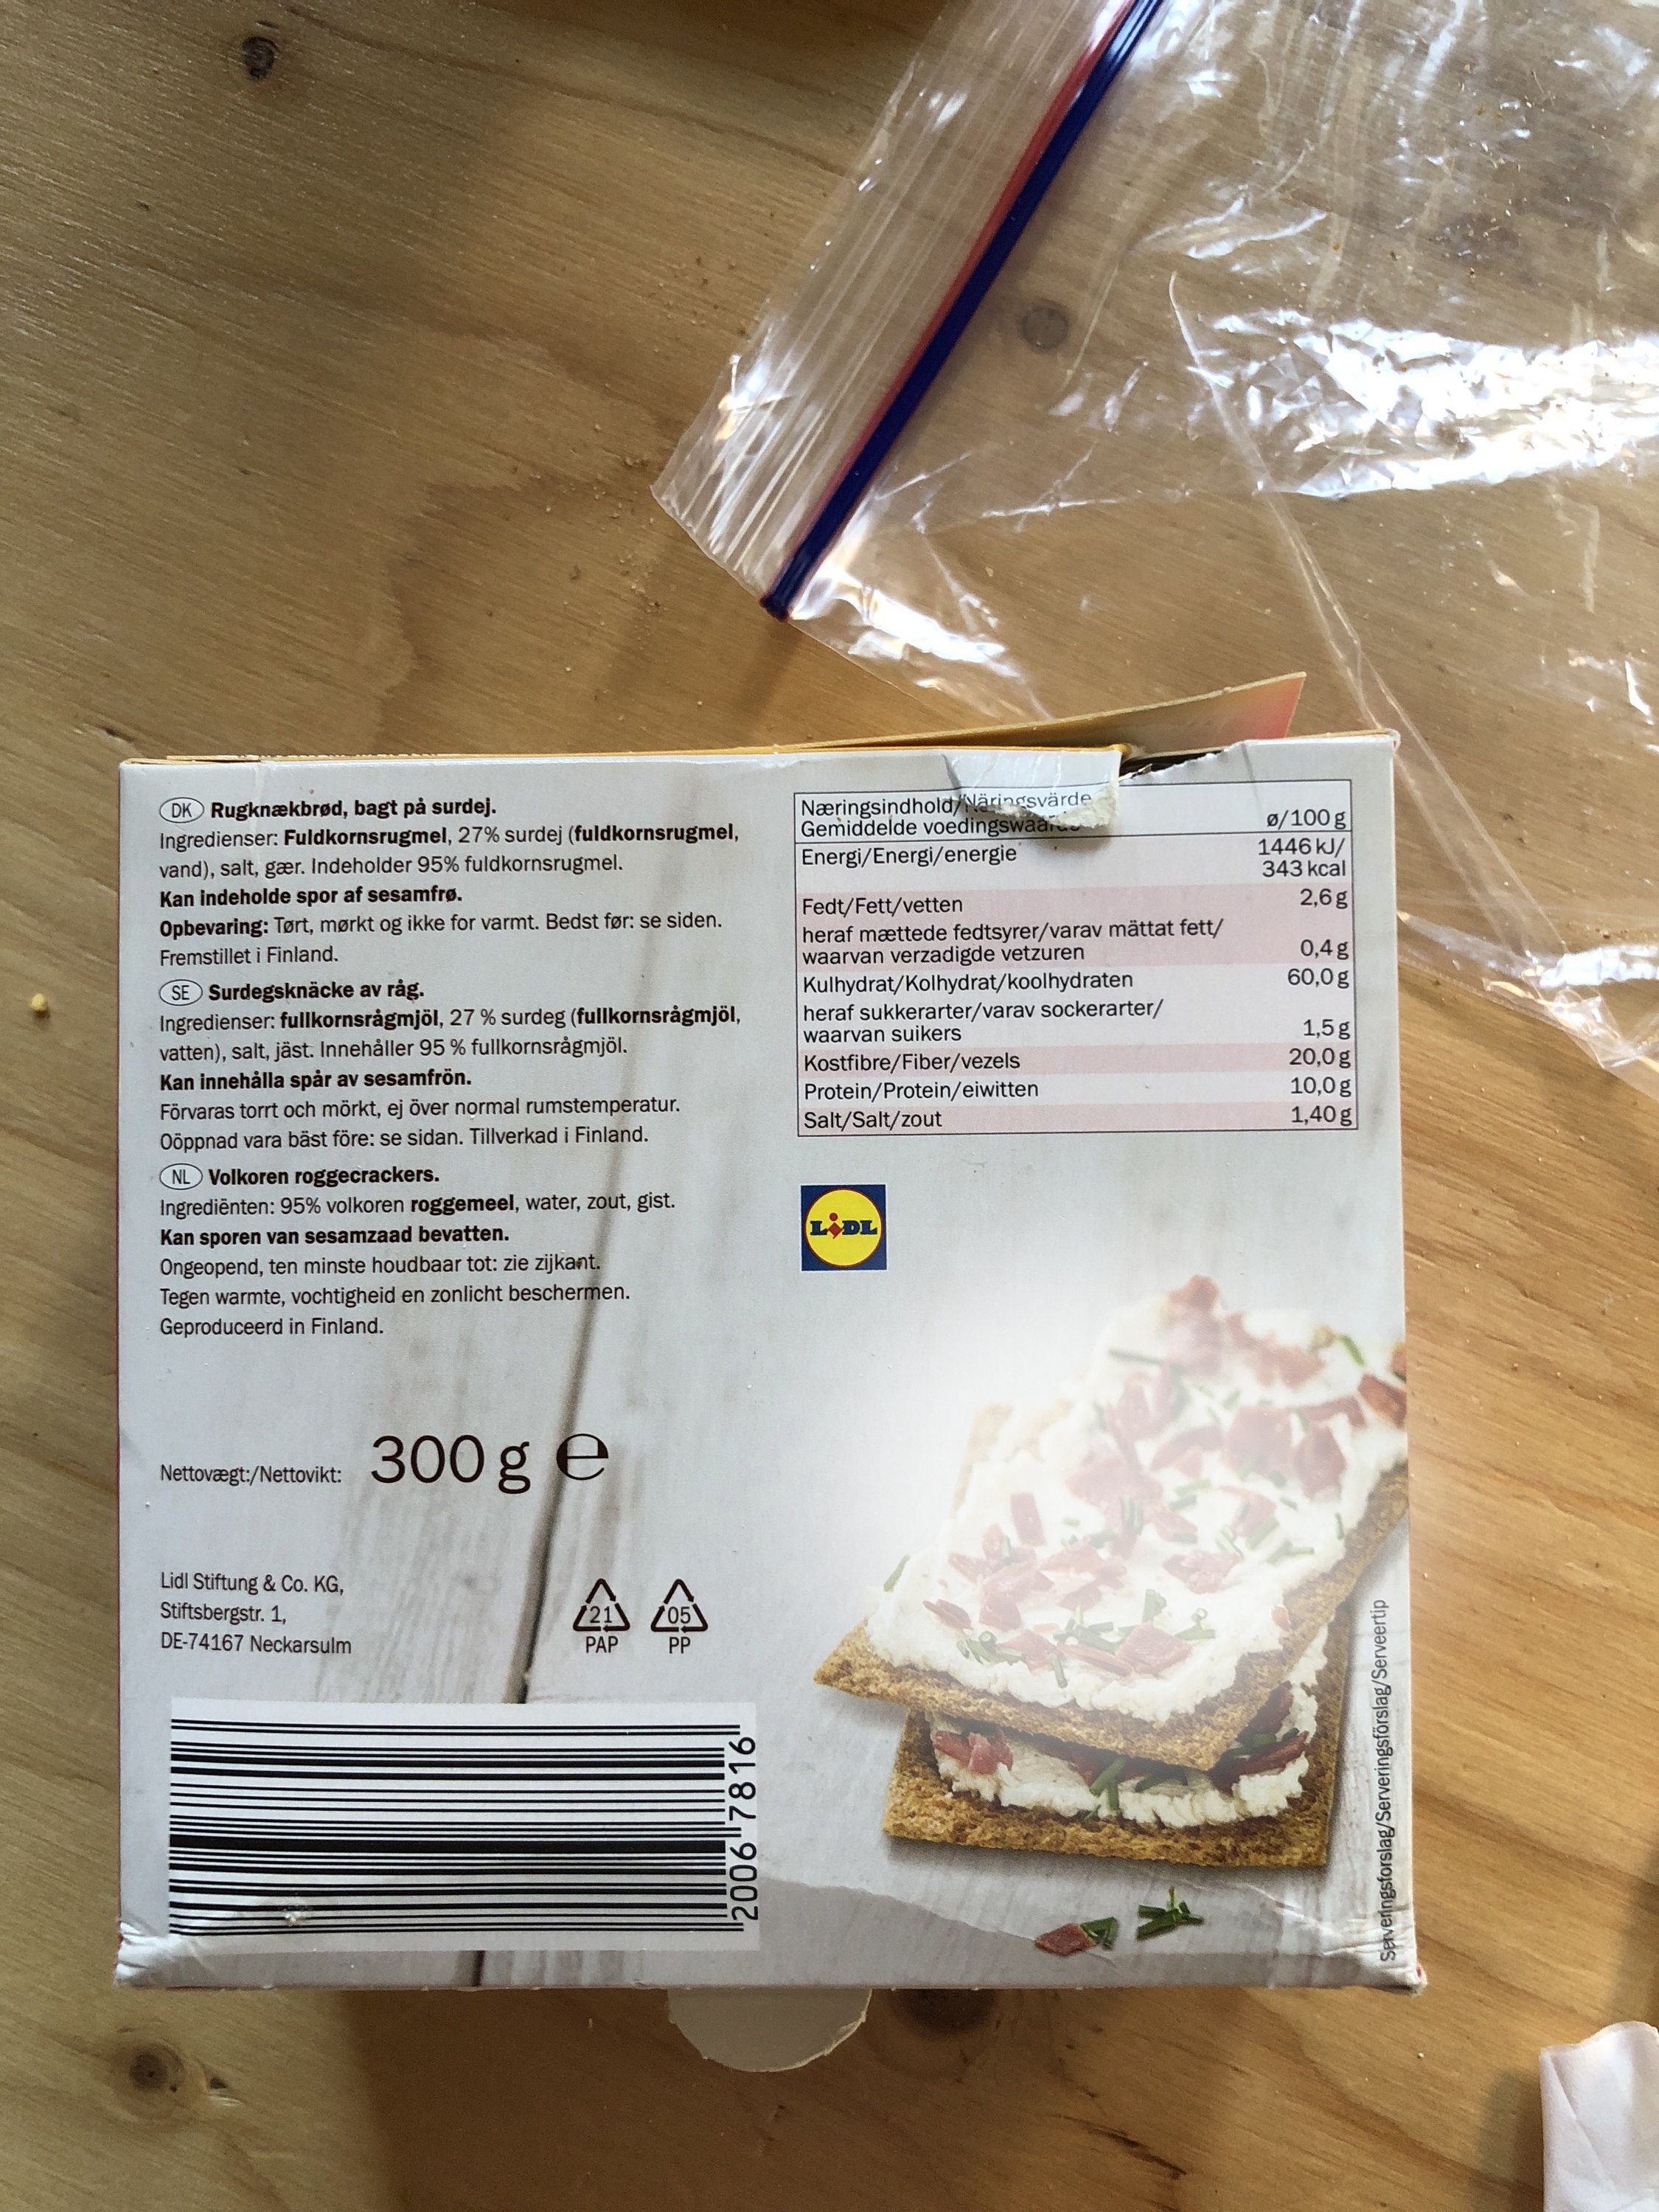 DK Rugknækbrød, bagt på surdej.
Ingredienser: Fuldkornsrugmel, 27% surdej (fuldkornsrugmel,
vand), salt, gær. Indeholder 95% fuldkornsrugmel.
Kan indeholde spor af sesamfrø.
Opbevaring: Tørt, mørkt og ikke for varmt. Bedst før: se siden.
Fremstillet i Finland.
SE Surdegsknäcke av råg.
Ingredienser: fullkornsrågmjöl, 27 % surdeg (fullkornsrågmjöl,
vatten), salt, jäst. Innehåller 95 % fullkornsrågmjöl.
Kan innehålla spår av sesamfrön.
Förvaras torrt och mörkt, ej över normal rumstemperatur.
Oöppnad vara bäst före: se sidan. Tillverkad i Finland.
NL Volkoren roggecrackers.
Ingrediënten: 95% volkoren roggemeel, water, zout, gist.
Kan sporen van sesamzaad bevatten.
Ongeopend, ten minste houdbaar tot: zie zijkant.
Tegen warmte, vochtigheid en zonlicht beschermen.
Geproduceerd in Finland.
Nettovægt:/Nettovikt: 300 g e
Lidl Stiftung & Co. KG,
Stiftsbergstr. 1,
DE-74167 Neckarsulm
21 05
PAP PP
2006 7816
Næringsindhold/Näringsvärde
Gemiddelde ø/100 g
Energi/Energi/energie 1446 kJ/
343 kcal
Fedt/Fett/vetten 2,6 g
heraf mættede fedtsyrer/varav mättat fett/
waarvan verzadigde vetzuren 0,4 g
Kulhydrat/Kolhydrat/koolhydraten 60,0 g
heraf sukkerarter/varav sockerarter/
waarvan suikers 1,5 g
Kostfibre/Fiber/vezels 20,0 g
Protein/Protein/eiwitten 10,0 g
Salt/Salt/zout 1,40 g
LIDL
Serveringsforslag/Serveringsförslag/Serveertip